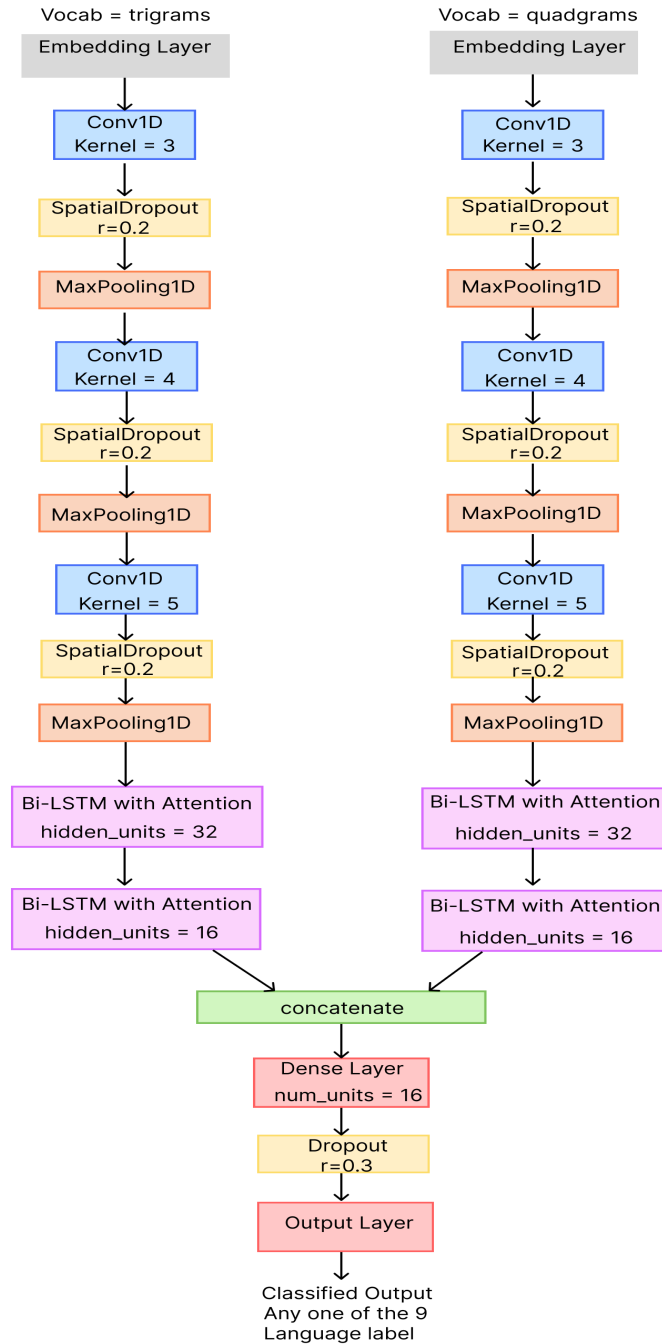 Vocab = trigrams
Embedding Layer
Conv1D
Kernel = 3
SpatialDropout
r=0.2
MaxPooling1D
Conv1D
Kernel = 4
SpatialDropout
r=0.2
MaxPooling1D
Conv1D
Kernel = 5
SpatialDropout
r=0.2
MaxPooling1D
Bi-LSTM with Attention
hidden_units = 32
Bi-LSTM with Attention
hidden_units = 16
Vocab = quadgrams
Embedding Layer
Conv1D
Kernel = 3
SpatialDropout
r=0.2
MaxPooling1D
Conv1D
Kernel = 4
SpatialDropout
r=0.2
MaxPooling1D
Conv1D
Kernel = 5
SpatialDropout
r=0.2
MaxPooling1D
Bi-LSTM with Attention
hidden_units = 32
Bi-LSTM with Attention
hidden_units = 16
concatenate
Dense Layer
num_units = 16
Dropout
r=0.3
Output Layer
Classified Output
Any one of the 9
Language label